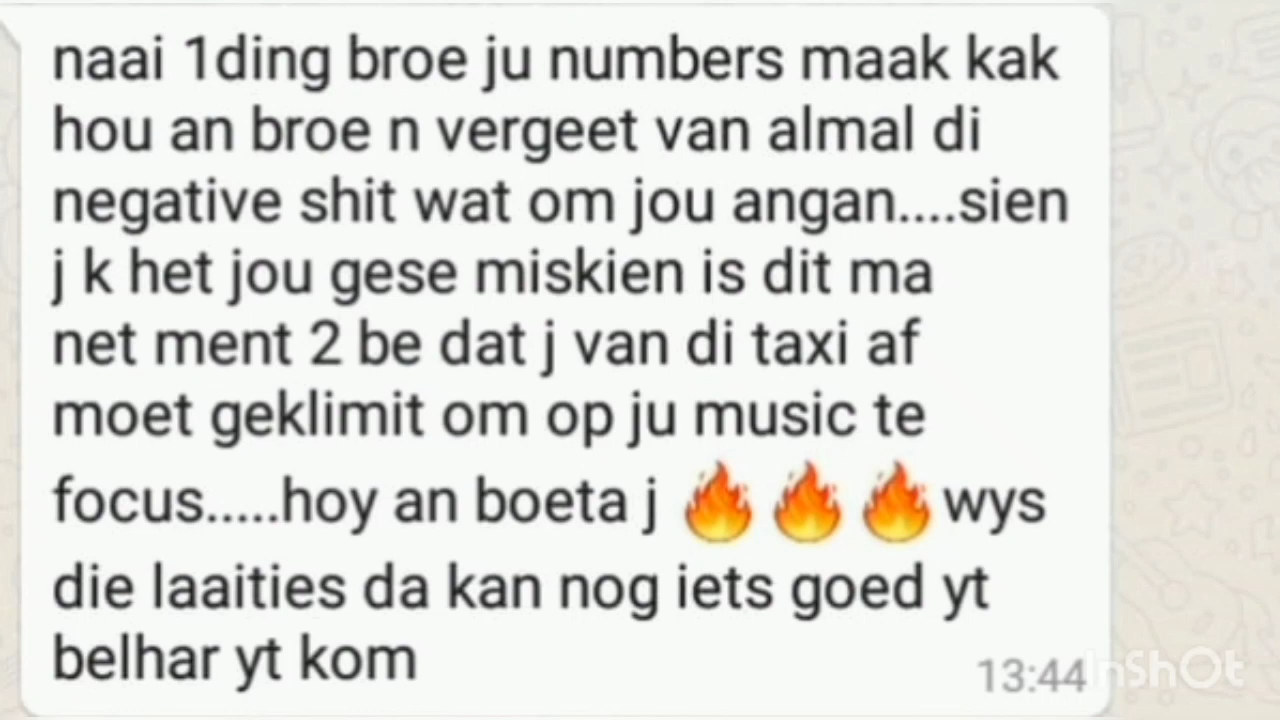 naai 1ding broe ju numbers maak kak
hou an broe n vergeet van almal di
negative shit wat om jou angan....sien
j k het jou gese miskien is dit ma
net ment 2 be dat j van di taxi af
moet geklimit om op ju music te
focus.....hoy an boeta j 🔥🔥🔥wys
die laaities da kan nog iets goed yt
belhar yt kom
13:44
InShOt